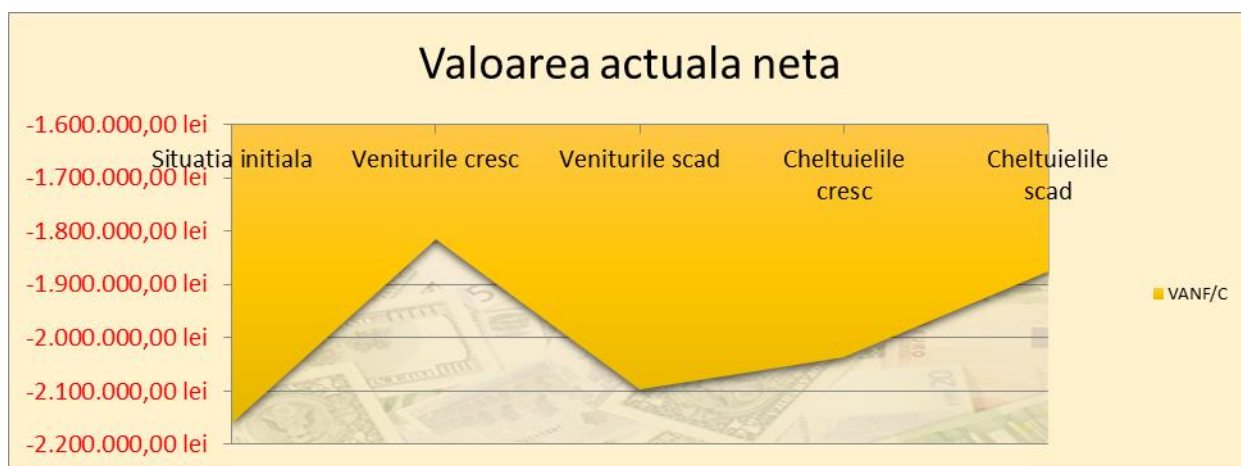 Valoarea actuala neta
-1.600.000,00 lei
-1.700.000,00 lei
-1.800.000,00 lei
-1.900.000,00 lei
-2.000.000,00 lei
-2.100.000,00 lei
-2.200.000,00 lei
Situatia initiala
Veniturile cresc
Veniturile scad
Cheltuielile
cresc
Cheltuielile
scad
VANF/C